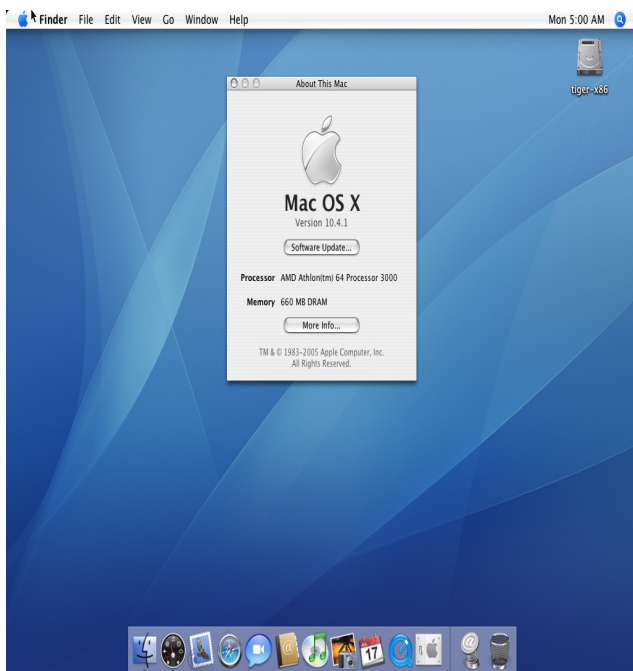 Finder File Edit View Go Window Help Mon 5:00 AM
tiger-x86
About This Mac
Mac OS X
Version 10.4.1
Software Update...
Processor AMD Athlon(tm) 64 Processor 3000
Memory 660 MB DRAM
More Info...
TM & © 1983-2005 Apple Computer, Inc.
All Rights Reserved.
17